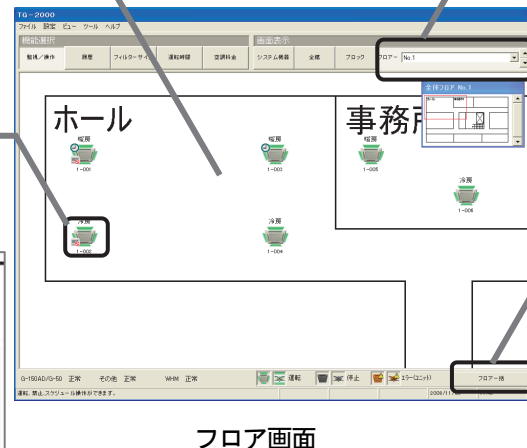 TG-2000
ファイル 設定 ビュー ツール ヘルプ
機能選択 画面表示
監視/操作 履歴 フィルターサイン 運転時間 空調料金 システム機器 全棟 ブロック フロアー No.1
全体フロア No.1
ホール 事務所
暖房 暖房 暖房
1-001 1-003 1-005
冷房
1-006
冷房 冷房
1-002 1-004
G-150AD/G-50 正常 その他 正常 WHM 正常 運転 停止 エラー(ユニット) フロアー括
運転、禁止、スケジュール操作ができます。
フロア画面